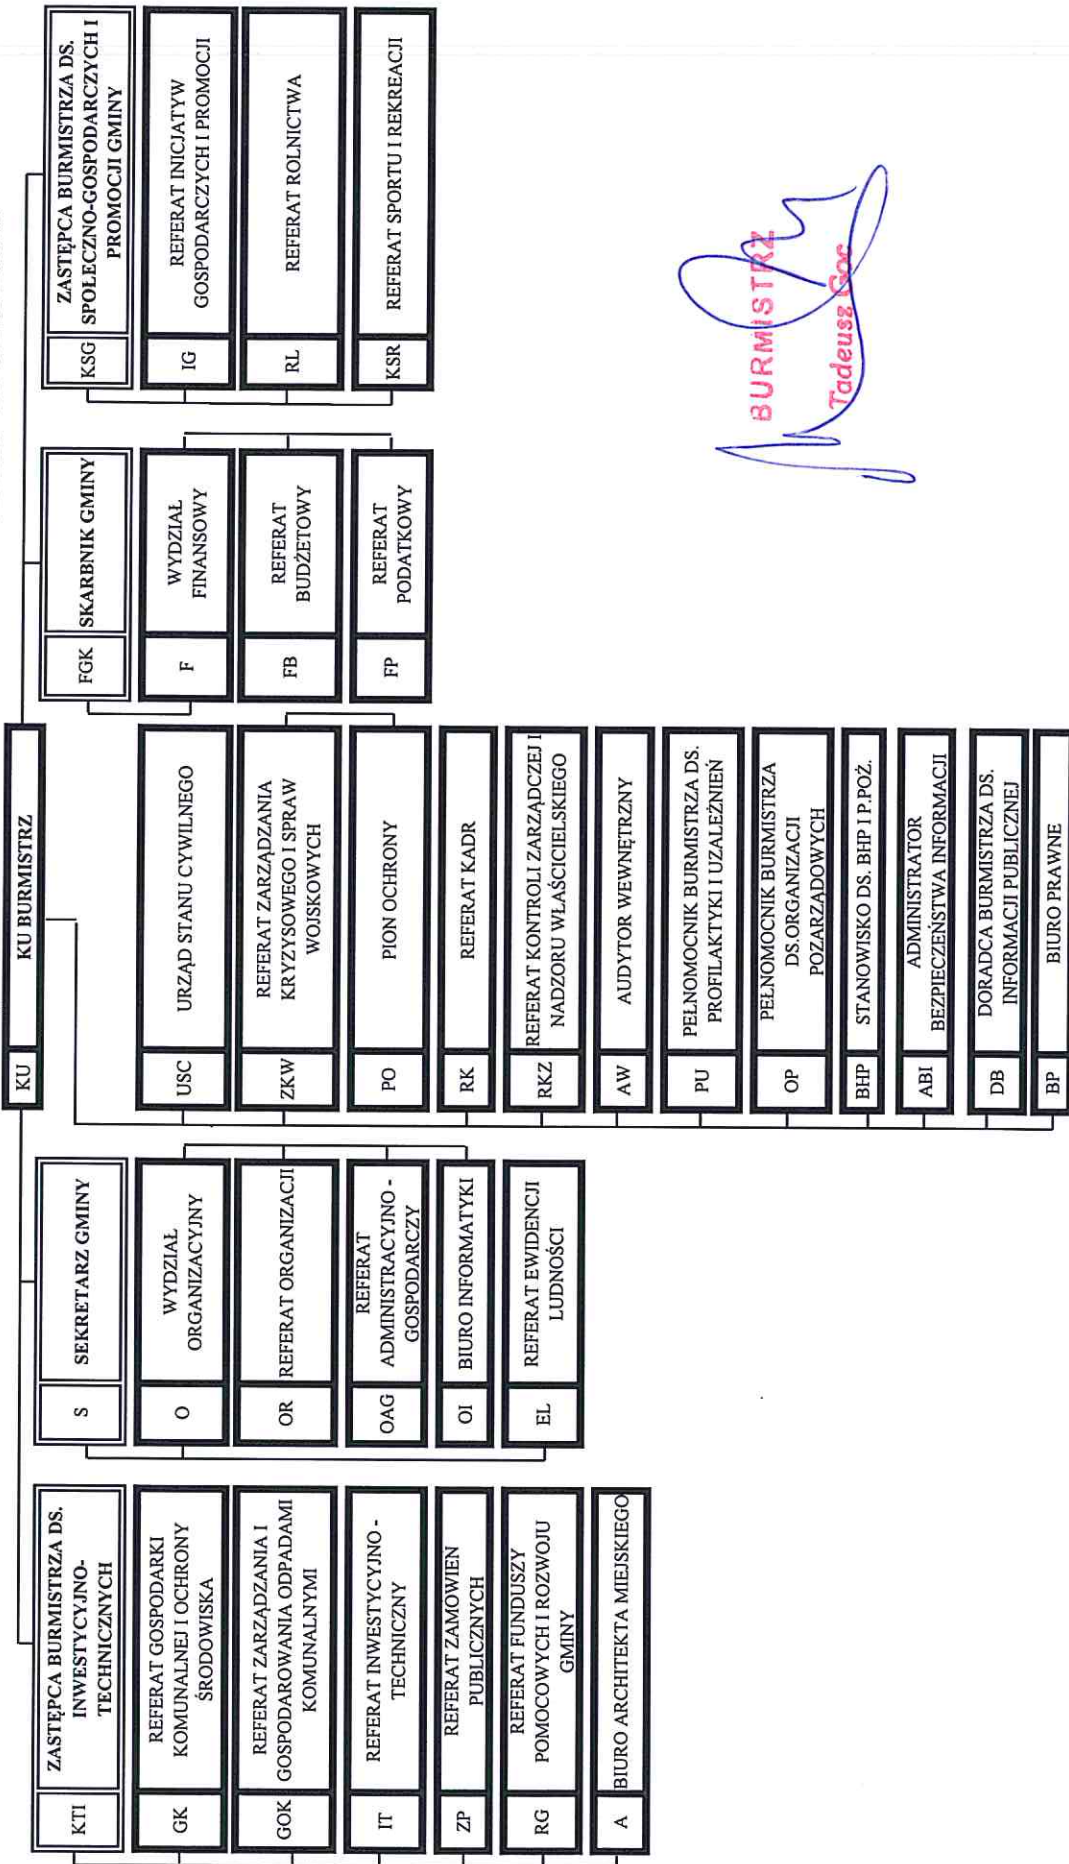 KU
KU BURMISTRZ
KTI
ZASTĘPCA BURMISTRZA DS.
INWESTYCYJNO-
TECHNICZNYCH
GK
REFERAT GOSPODARKI
KOMUNALNEJ I OCHRONY
ŚRODOWISKA
GOK
REFERAT ZARZĄDZANIA I
GOSPODAROWANIA ODPADAMI
KOMUNALNYMI
IT
REFERAT INWESTYCYJNO -
TECHNICZNY
ZP
REFERAT ZAMOWIEN
PUBLICZNYCH
RG
REFERAT FUNDUSZY
POMOCOWYCH I ROZWOJU
GMINY
A
BIURO ARCHITEKTA MIEJSKIEGO
S
SEKRETARZ GMINY
O
WYDZIAŁ
ORGANIZACYJNY
OR
REFERAT ORGANIZACJI
OAG
REFERAT
ADMINISTRACYJNO -
GOSPODARCZY
OI
BIURO INFORMATYKI
EL
REFERAT EWIDENCJI
LUDNOŚCI
USC
URZĄD STANU CYWILNEGO
ZKW
REFERAT ZARZĄDZANIA
KRYZYSOWEGO I SPRAW
WOJSKOWYCH
PO
PION OCHRONY
RK
REFERAT KADR
RKZ
REFERAT KONTROLI ZARZĄDCZEJ I
NADZORU WŁAŚCICIELSKIEGO
AW
AUDYTOR WEWNĘTRZNY
PU
PEŁNOMOCNIK BURMISTRZA DS.
PROFILAKTYKI I UZALEŻNIEŃ
OP
PEŁNOMOCNIK BURMISTRZA
DS.ORGANIZACJI
POZARZĄDOWYCH
BHP
STANOWISKO DS. BHP I P.POŻ.
ABI
ADMINISTRATOR
BEZPIECZEŃSTWA INFORMACJI
DB
DORADCA BURMISTRZA DS.
INFORMACJI PUBLICZNEJ
BP
BIURO PRAWNE
FGK
SKARBNIK GMINY
F
WYDZIAŁ
FINANSOWY
FB
REFERAT
BUDŻETOWY
FP
REFERAT
PODATKOWY
KSG
ZASTĘPCA BURMISTRZA DS.
SPOŁECZNO-GOSPODARCZYCH I
PROMOCJI GMINY
IG
REFERAT INICJATYW
GOSPODARCZYCH I PROMOCJI
RL
REFERAT ROLNICTWA
KSR
REFERAT SPORTU I REKREACJI
BURMISTRZ
Tadeusz Goc